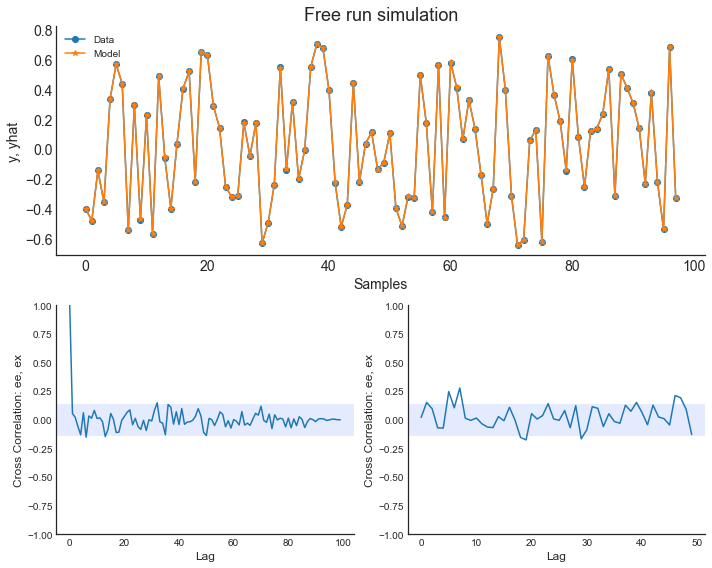 Free run simulation
Data
Model
y, yhat
0.8
0.6
0.4
0.2
0.0
−0.2
−0.4
−0.6
0 20 40 60 80 100
Samples
Cross Correlation: ee, ex
1.00
0.75
0.50
0.25
0.00
−0.25
−0.50
−0.75
−1.00
0 20 40 60 80 100
Lag
Cross Correlation: ee, ex
1.00
0.75
0.50
0.25
0.00
−0.25
−0.50
−0.75
−1.00
0 10 20 30 40 50
Lag